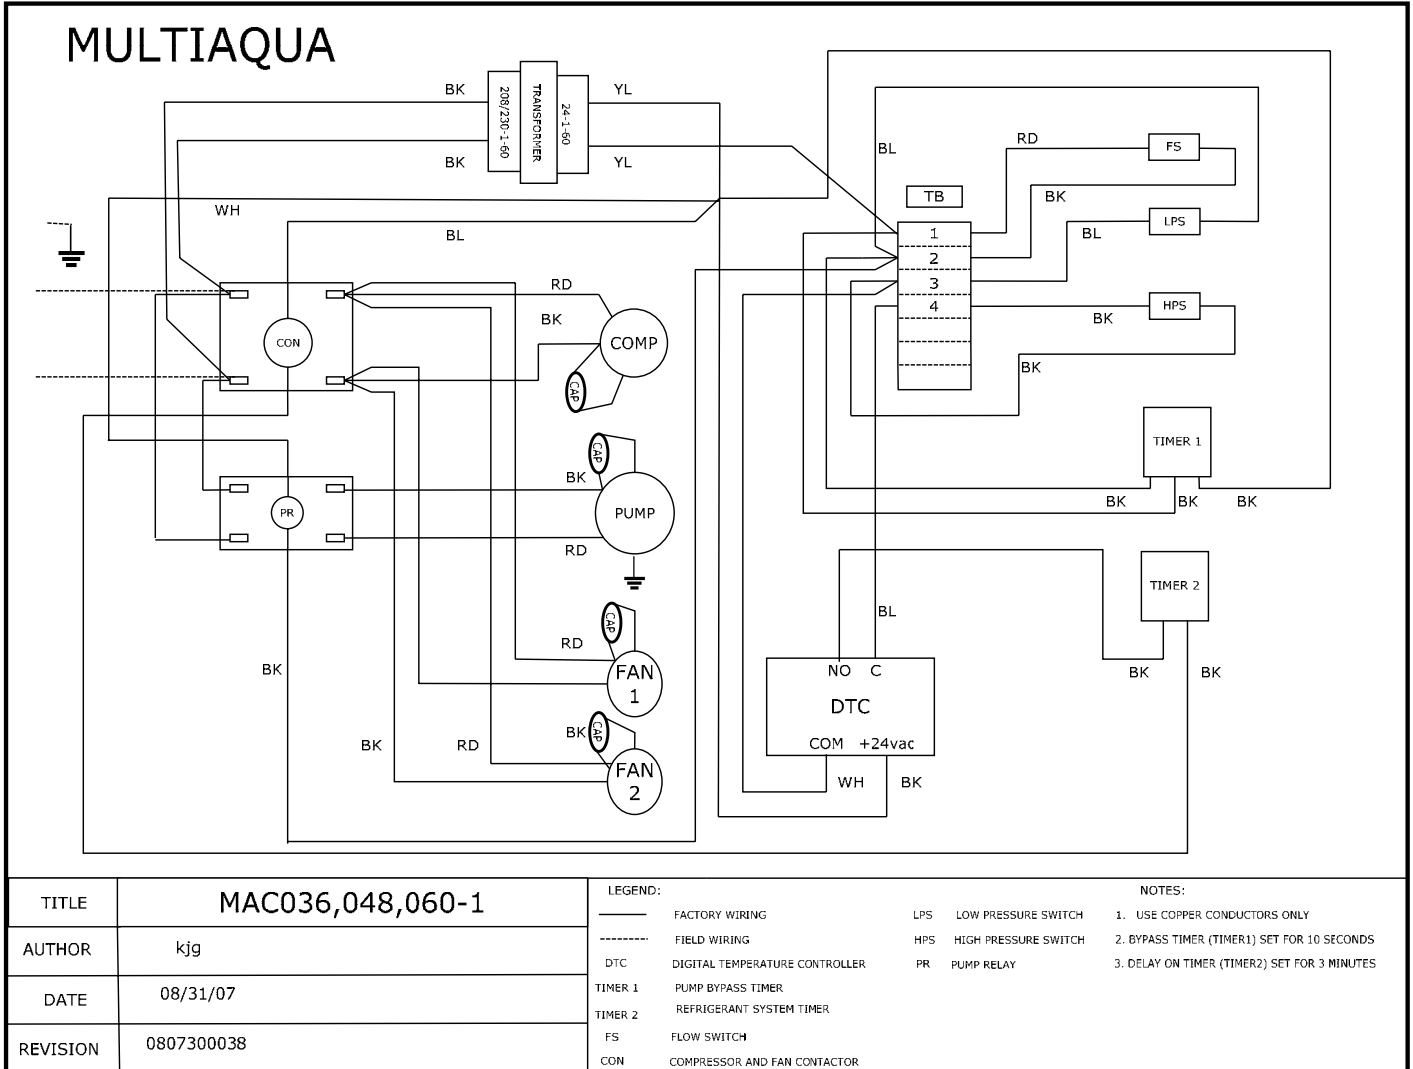 MULTIAQUA
BK
YL
208/230-1-60
TRANSFORMER
24-1-60
BK
YL
WH
BL
BL
RD
FS
BK
TB
LPS
BL
1
2
3
4
HPS
BK
BK
RD
BK
CON
COMP
CAP
TIMER 1
BK
BK
BK
CAP
BK
PR
PUMP
RD
TIMER 2
BK
BK
BL
CAP
RD
BK
FAN
1
NO
C
DTC
COM
+24vac
WH
BK
BK
RD
BK
CAP
FAN
2
TITLE
MAC036,048,060-1
AUTHOR
kjg
DATE
08/31/07
REVISION
0807300038
LEGEND:
FACTORY WIRING
FIELD WIRING
DTC DIGITAL TEMPERATURE CONTROLLER
TIMER 1 PUMP BYPASS TIMER
TIMER 2 REFRIGERANT SYSTEM TIMER
FS FLOW SWITCH
CON COMPRESSOR AND FAN CONTACTOR
LPS LOW PRESSURE SWITCH
HPS HIGH PRESSURE SWITCH
PR PUMP RELAY
NOTES:
1. USE COPPER CONDUCTORS ONLY
2. BYPASS TIMER (TIMER1) SET FOR 10 SECONDS
3. DELAY ON TIMER (TIMER2) SET FOR 3 MINUTES